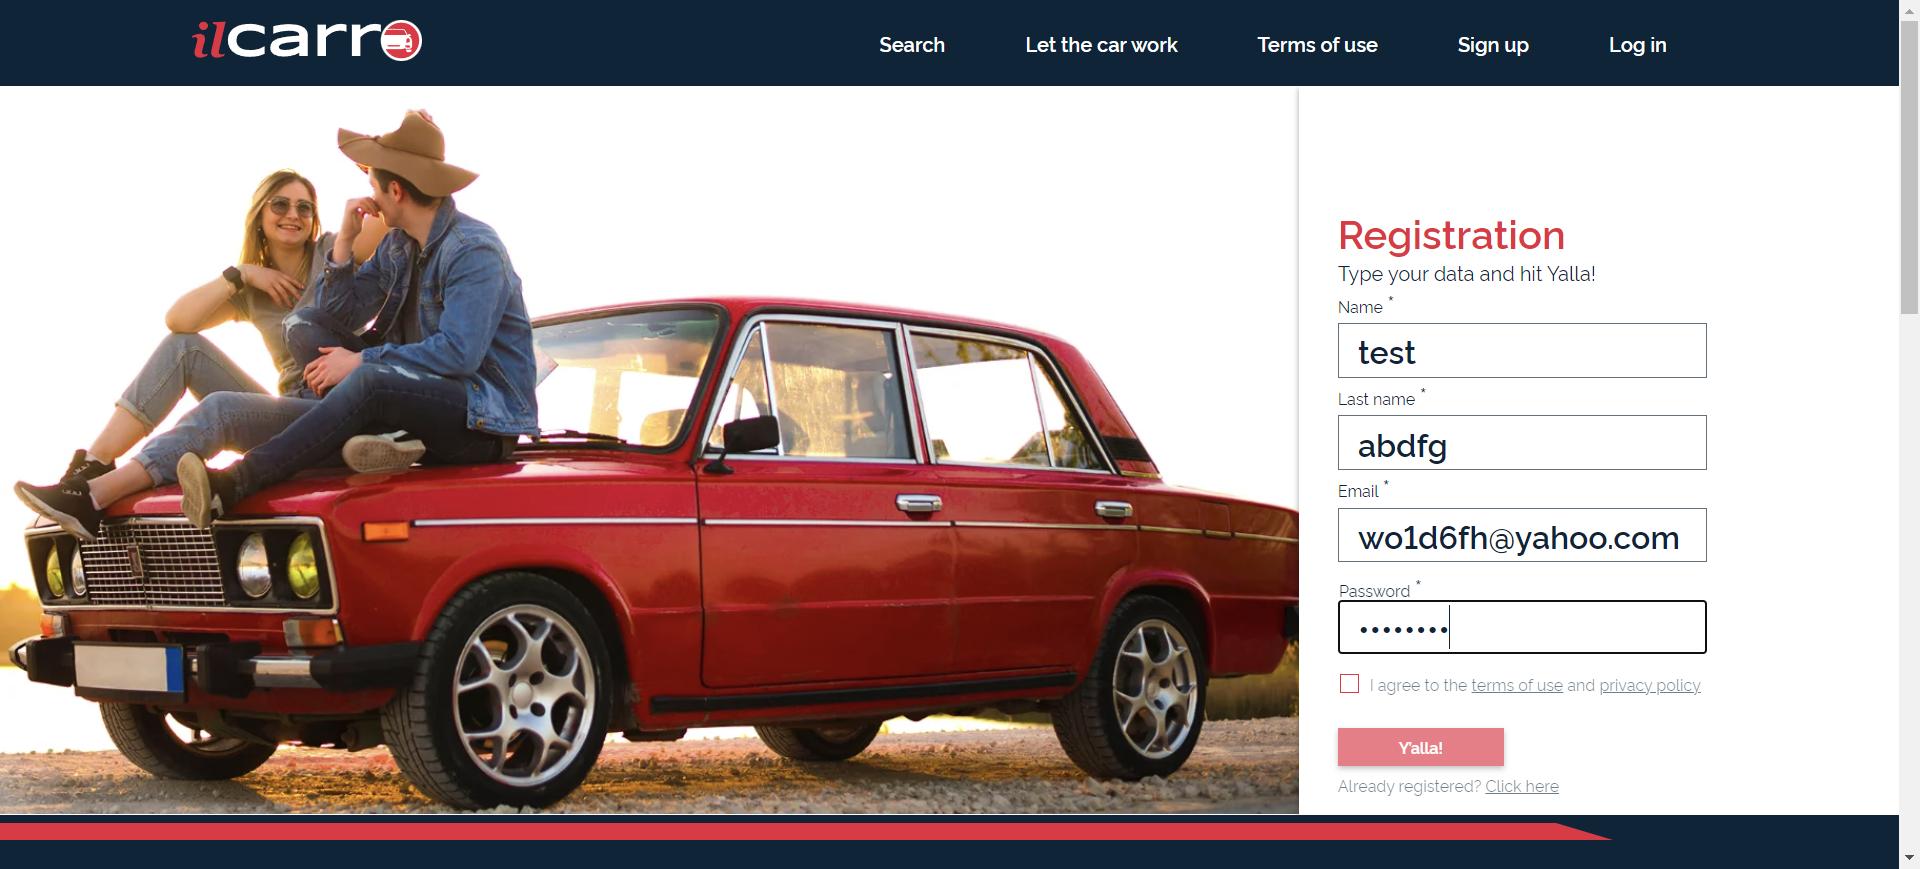 ilcarro
Search Let the car work Terms of use Sign up Log in
Registration
Type your data and hit Yalla!
Name *
test
Last name *
abdfg
Email *
wo1d6fh@yahoo.com
Password *
••••••••
I agree to the terms of use and privacy policy
Y'alla!
Already registered? Click here